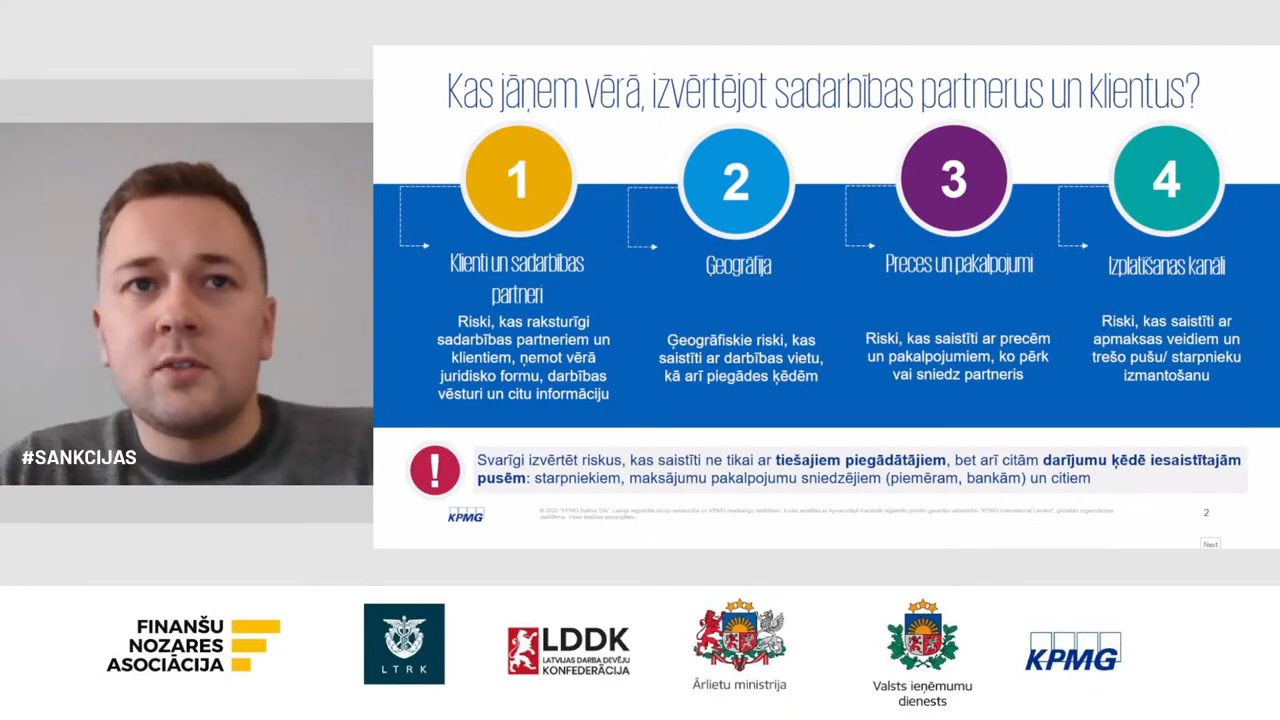 Kas jāņem vērā, izvērtējot sadarbības partnerus un klientus?
1
2
3
4
Klienti un sadarbības
partneri
Riski, kas raksturīgi
sadarbības partneriem un
klientiem, ņemot vērā
juridisko formu, darbības
vēsturi un citu informāciju
Ģeogrāfija
Ģeogrāfiskie riski, kas
saistīti ar darbības vietu,
kā arī piegādes ķēdēm
Preces un pakalpojumi
Riski, kas saistīti ar precēm
un pakalpojumiem, ko pērk
vai sniedz partneris
Izplatīšanas kanāli
Riski, kas saistīti ar
apmaksas veidiem un
trešo pušu/ starpnieku
izmantošanu
#SANKCIJAS
!
Svarīgi izvērtēt riskus, kas saistīti ne tikai ar tiešajiem piegādātājiem, bet arī citām darījumu ķēdē iesaistītajām
pusēm: starpniekiem, maksājumu pakalpojumu sniedzējiem (piemēram, bankām) un citiem
KPMG
2
Next
FINANŠU
NOZARES
ASOCIĀCIJA
LTRK
LDDK
LATVIJAS DARBA DEVĒJU
KONFEDERĀCIJA
Ārlietu ministrija
Valsts ieņēmumu
dienests
KPMG